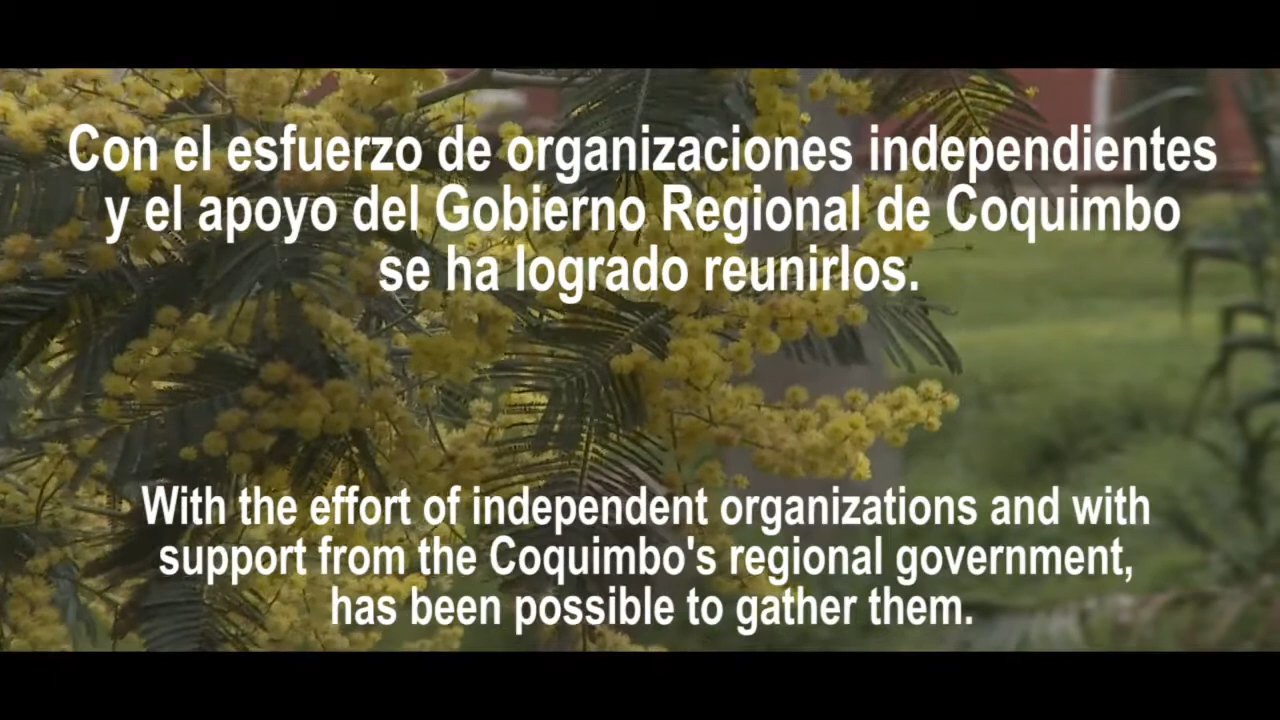 Con el esfuerzo de organizaciones independientes
y el apoyo del Gobierno Regional de Coquimbo
se ha logrado reunirlos.
With the effort of independent organizations and with
support from the Coquimbo's regional government,
has been possible to gather them.